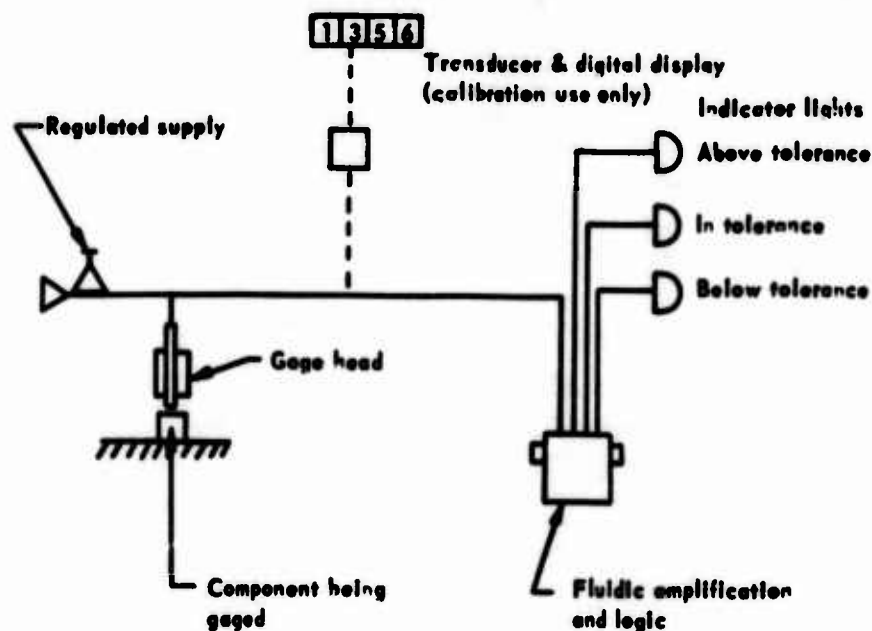 1356
Transducer & digital display
(calibration use only)
Indicator lights
Regulated supply
Above tolerance
In tolerance
Below tolerance
Gage head
Component being
gaged
Fluidic amplification
and logic